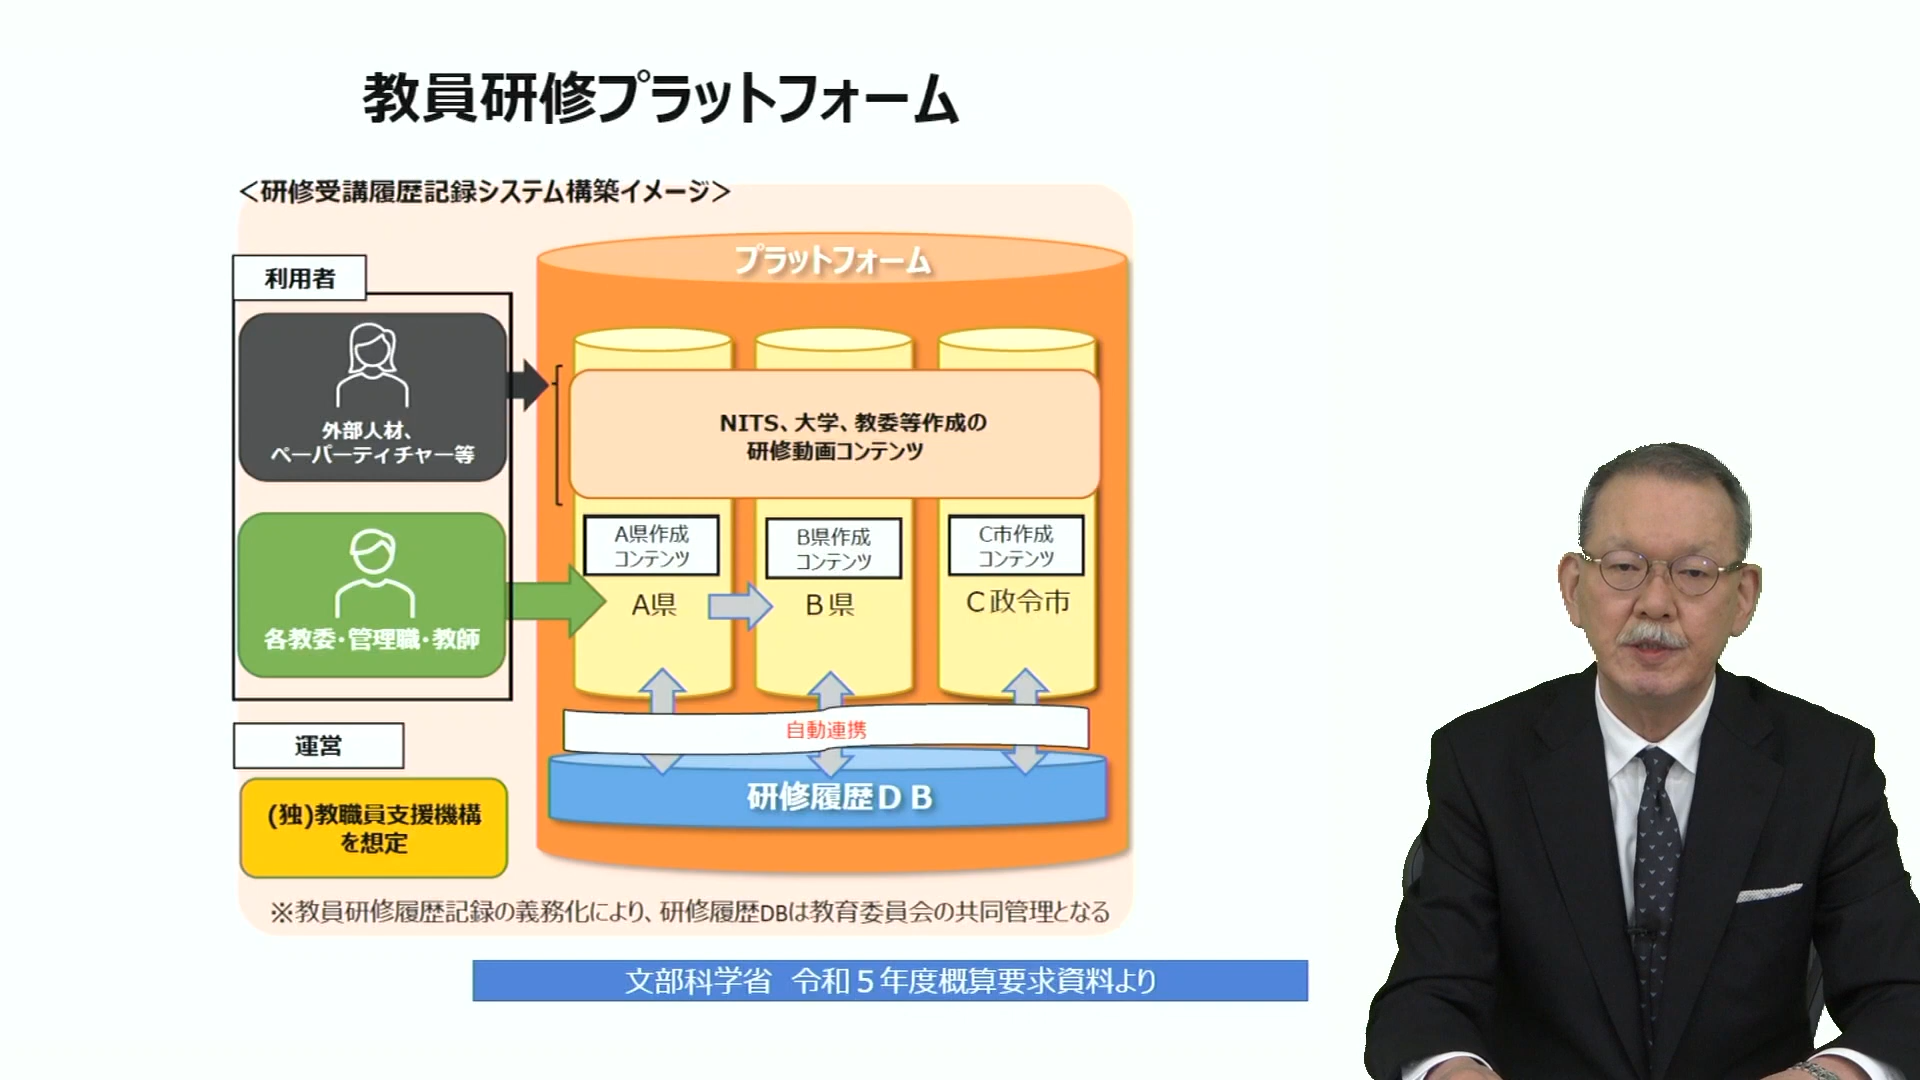 教員研修プラットフォーム
＜研修受講履歴記録システム構築イメージ＞
利用者
外部人材、
ペーパーティチャー等
各教委・管理職・教師
運営
(独)教職員支援機構
を想定
プラットフォーム
NITS、大学、教委等作成の
研修動画コンテンツ
A県作成
コンテンツ
B県作成
コンテンツ
C市作成
コンテンツ
A県
B県
C政令市
自動連携
研修履歴DB
※教員研修履歴記録の義務化により、研修履歴DBは教育委員会の共同管理となる
文部科学省 令和5年度概算要求資料より